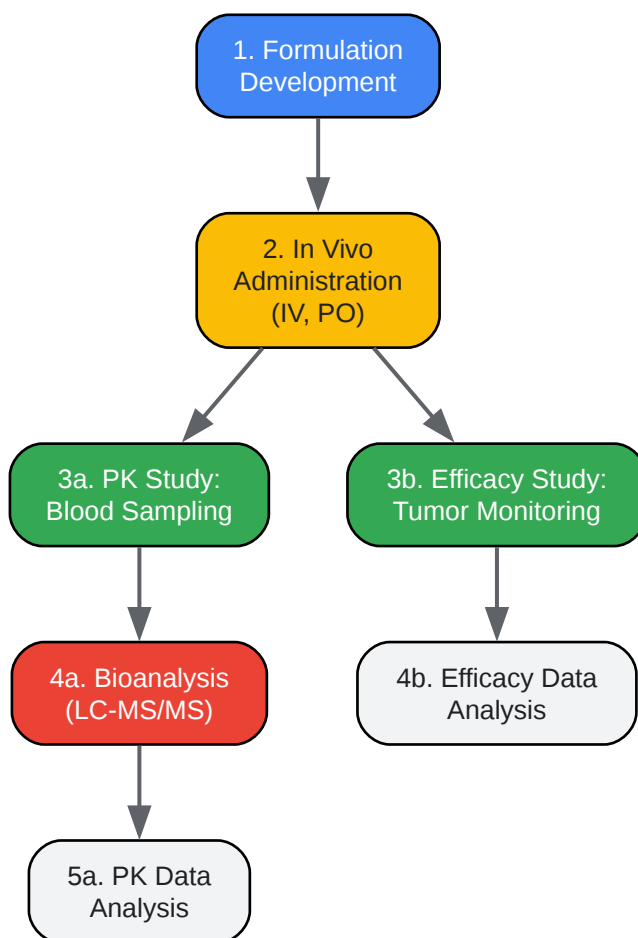 1. Formulation
Development
2. In Vivo
Administration
(IV, PO)
3a. PK Study:
Blood Sampling
3b. Efficacy Study:
Tumor Monitoring
4a. Bioanalysis
(LC-MS/MS)
4b. Efficacy Data
Analysis
5a. PK Data
Analysis